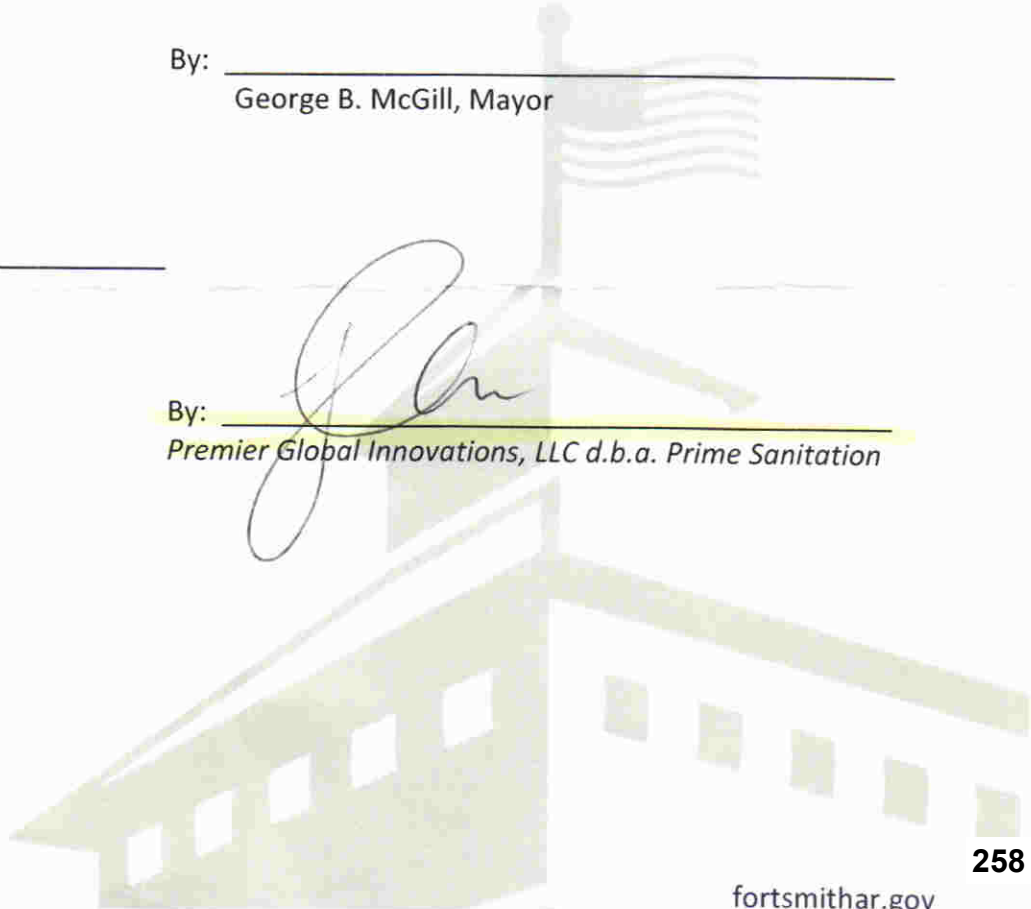 By:
George B. McGill, Mayor
By:
Premier Global Innovations, LLC d.b.a. Prime Sanitation
258
fortsmithar.gov